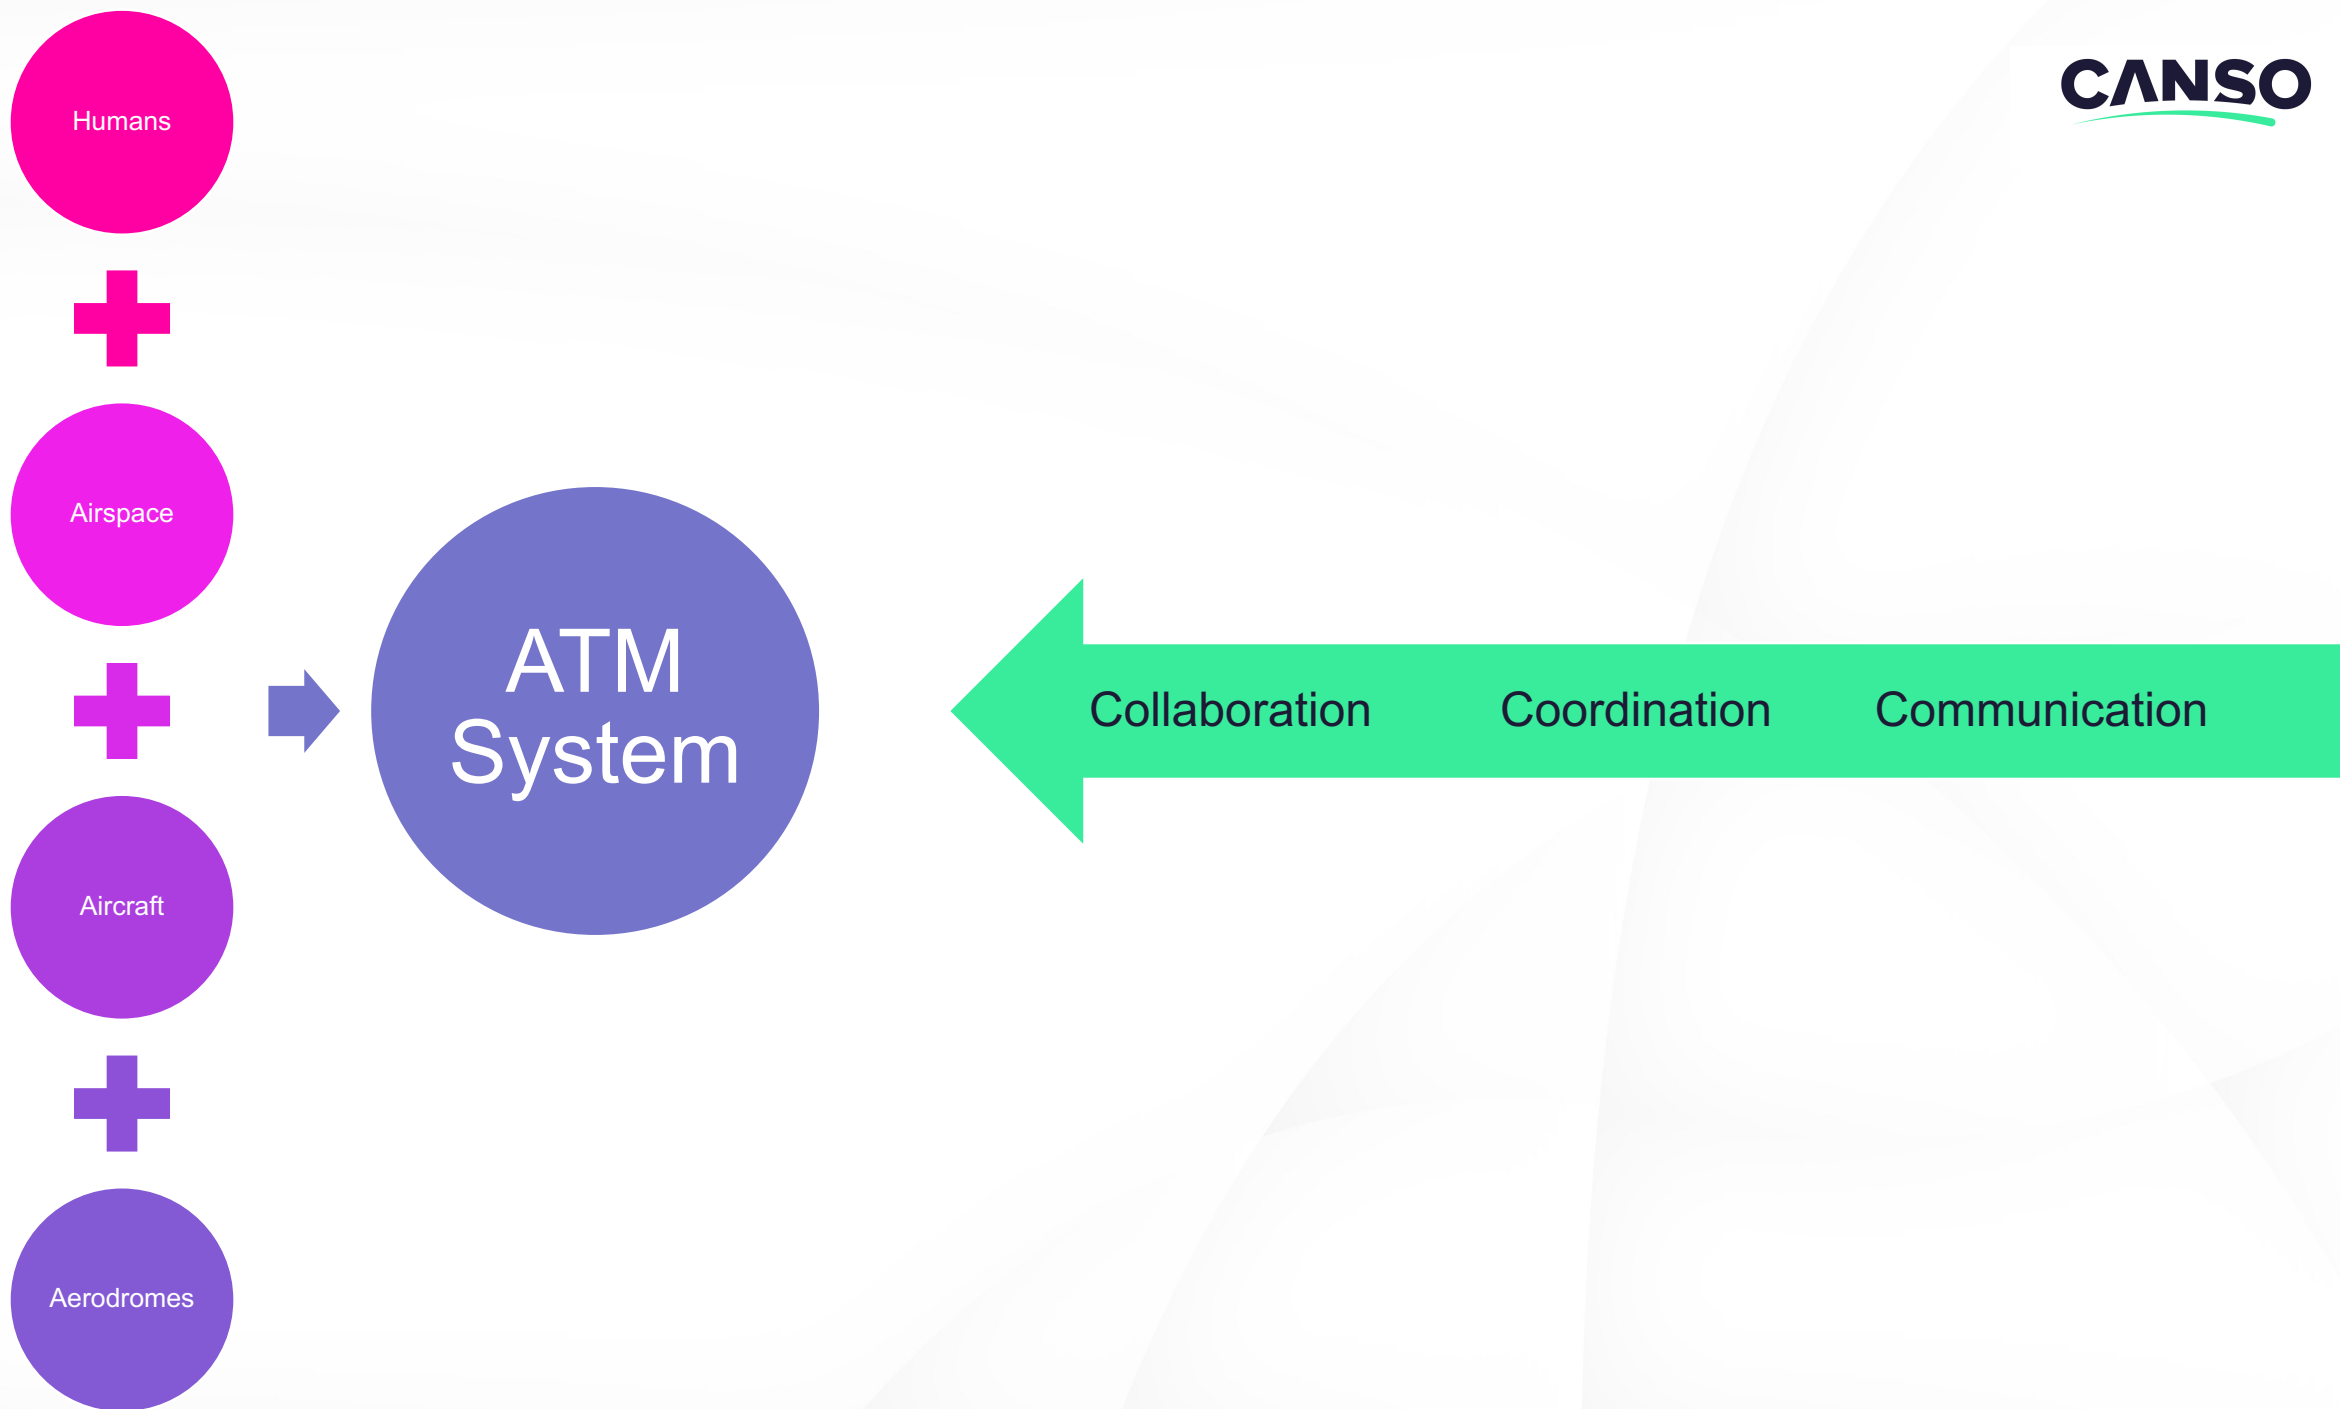 CANSO
Humans
Airspace
Aircraft
Aerodromes
ATM
System
Collaboration Coordination Communication